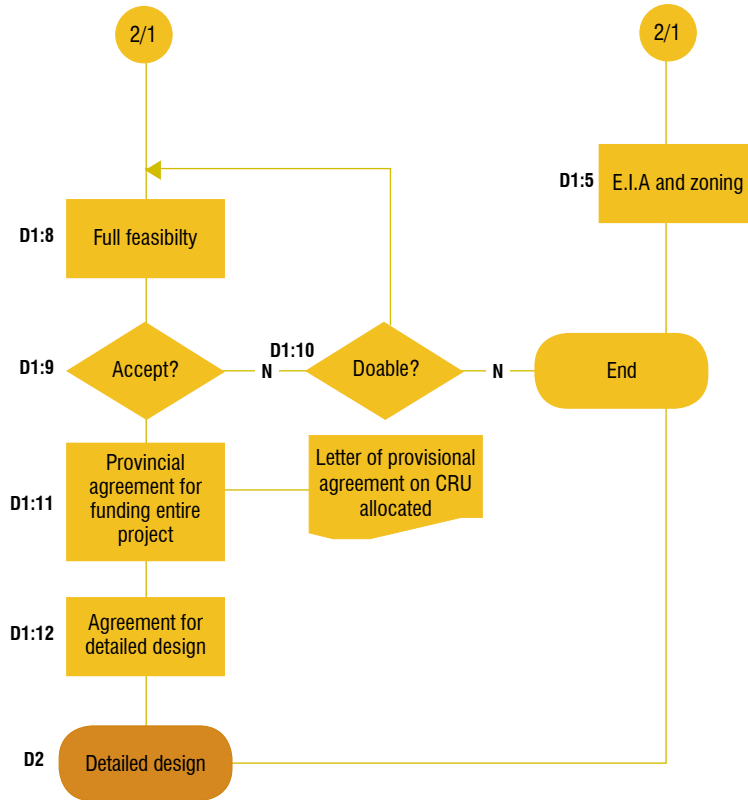 2/1
2/1
D1:5
E.I.A and zoning
D1:8
Full feasibilty
D1:9
Accept?
N
D1:10
Doable?
N
End
D1:11
Provincial
agreement for
funding entire
project
Letter of provisional
agreement on CRU
allocated
D1:12
Agreement for
detailed design
D2
Detailed design